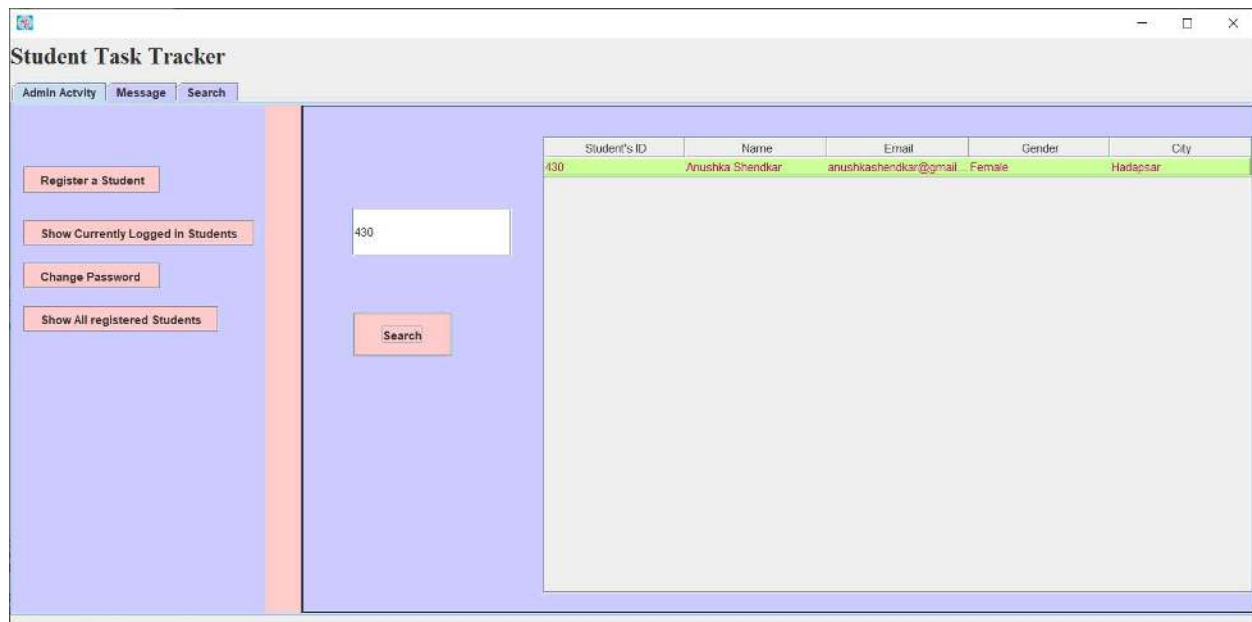 Student Task Tracker
Admin Actvity Message Search
Register a Student
Show Currently Logged in Students
Change Password
Show All registered Students
430
Search
Student's ID Name Email Gender City
430 Anushka Shendkar anushkashendkar@gmail... Female Hadapsar